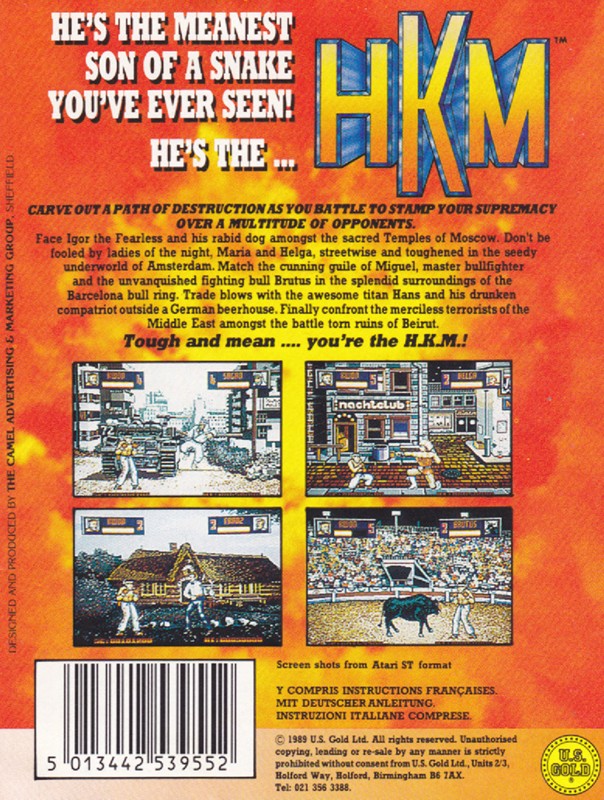 HE'S THE MEANEST
SON OF A SNAKE
YOU'VE EVER SEEN!
HE'S THE ...
HKM™
CARVE OUT A PATH OF DESTRUCTION AS YOU BATTLE TO STAMP YOUR SUPREMACY
OVER A MULTITUDE OF OPPONENTS.
Face Igor the Fearless and his rabid dog amongst the sacred Temples of Moscow. Don't be
fooled by ladies of the night, Maria and Helga, streetwise and toughened in the seedy
underworld of Amsterdam. Match the cunning guile of Miguel, master bullfighter
and the unvanquished fighting bull Brutus in the splendid surroundings of the
Barcelona bull ring. Trade blows with the awesome titan Hans and his drunken
compatriot outside a German beerhouse. Finally confront the merciless terrorists of the
Middle East amongst the battle torn ruins of Beirut.
Tough and mean .... you're the H.K.M.!
nachtclub
BRUTUS
DESIGNED AND PRODUCED BY THE CAMEL ADVERTISING & MARKETING GROUP, SHEFFIELD
Screen shots from Atari ST format
Y COMPRIS INSTRUCTIONS FRANÇAISES.
MIT DEUTSCHER ANLEITUNG.
INSTRUZIONI ITALIANE COMPRESE.
5 013442 539552
© 1989 U.S. Gold Ltd. All rights reserved. Unauthorised
copying, lending or re-sale by any manner is strictly
prohibited without consent from U.S. Gold Ltd., Units 2/3,
Holford Way, Holford, Birmingham B6 7AX.
Tel: 021 356 3388.
U.S.
GOLD
®